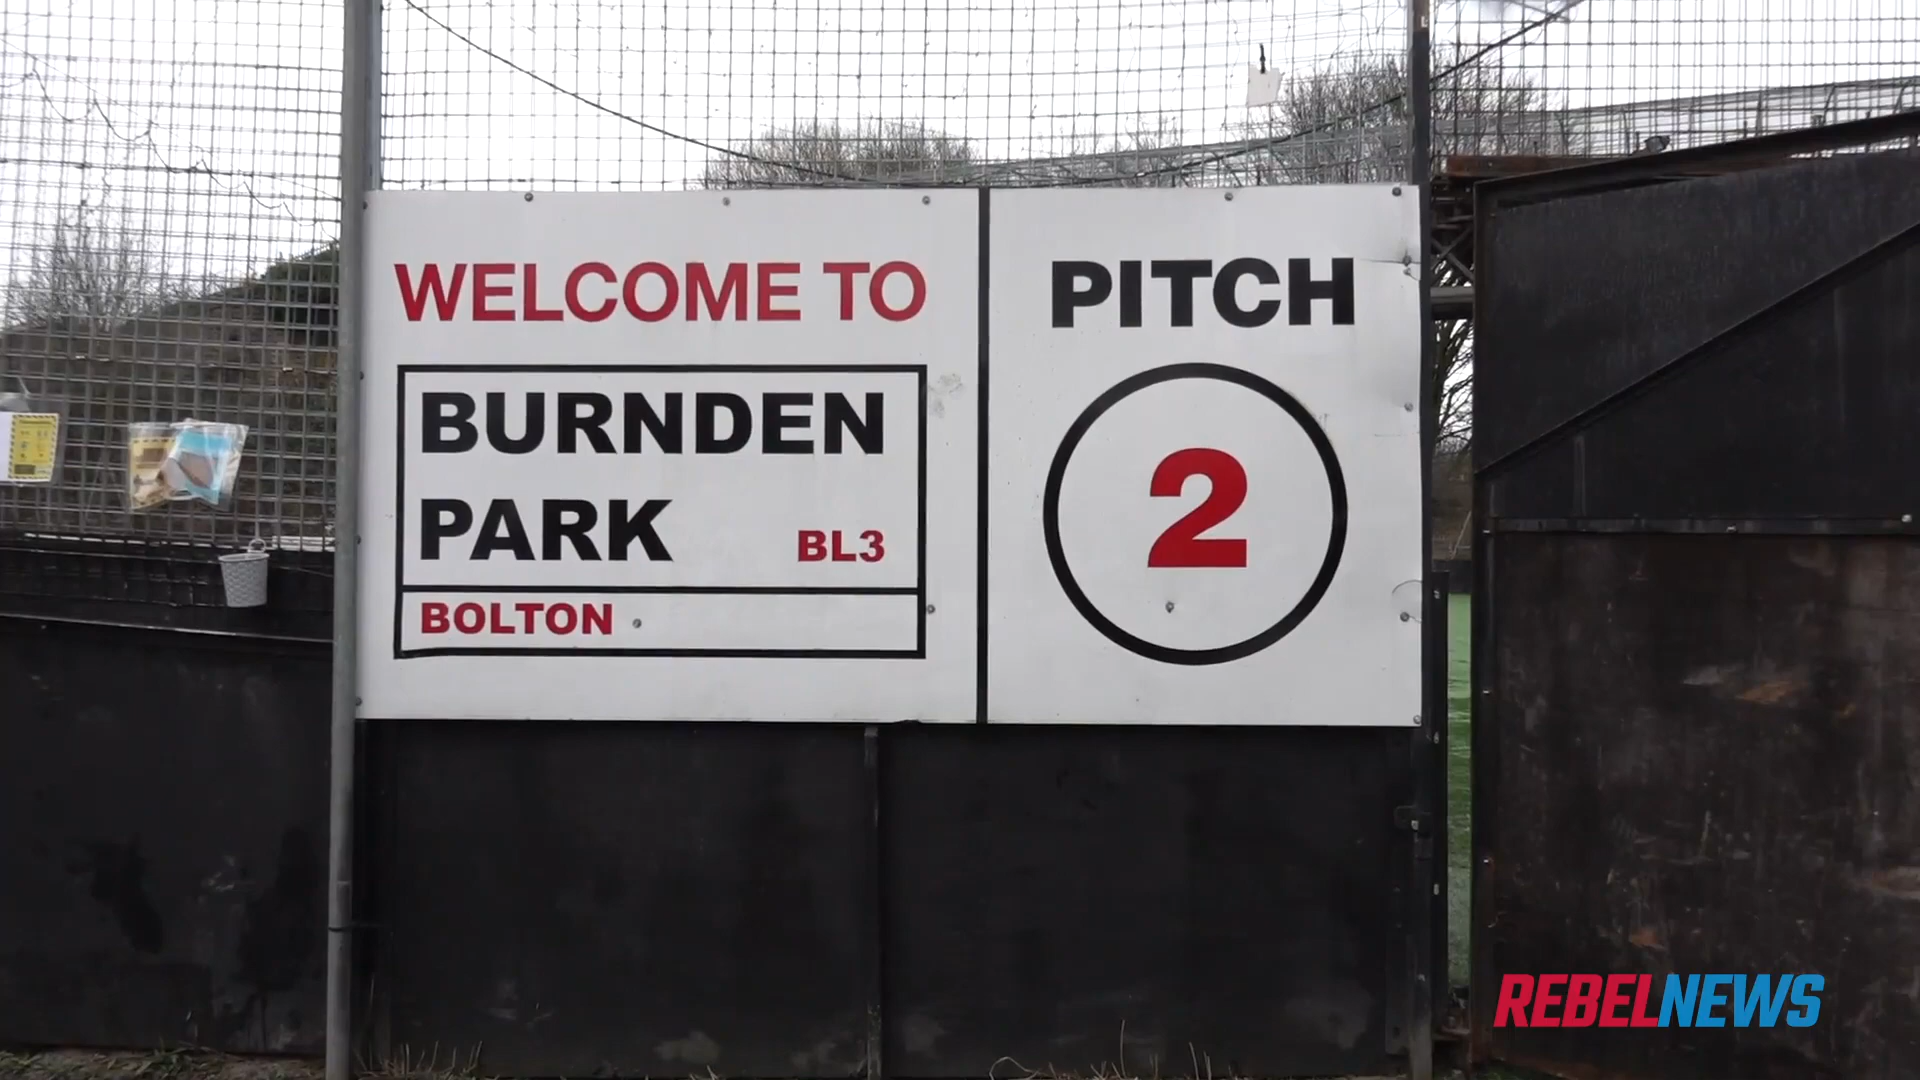 WELCOME TO
BURNDEN
PARK BL3
BOLTON
PITCH
2
REBELNEWS